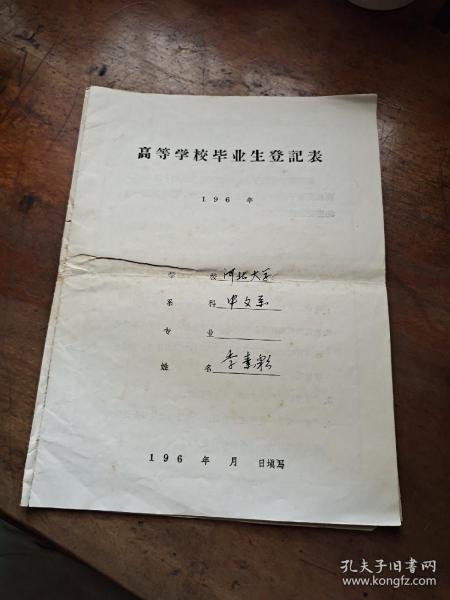 高等学校毕业生登記表
196 年
学 校 河北大学
系 科 中文系
专 业
姓 名 李素彩
196 年 月 日填写
孔夫子旧书网
www.kongfz.com